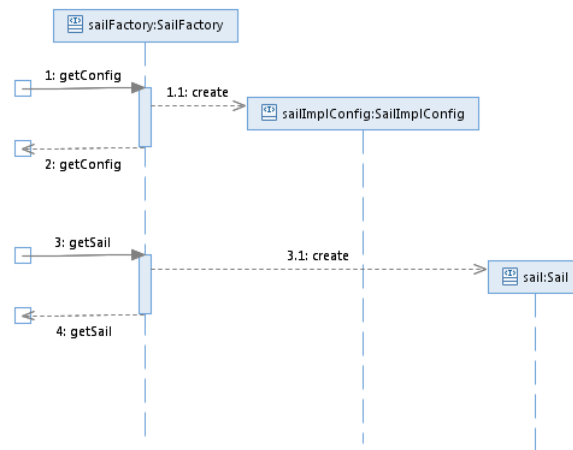 sailFactory:SailFactory
1: getConfig
1.1: create
sailImplConfig:SailImplConfig
2: getConfig
3: getSail
3.1: create
sail:Sail
4: getSail